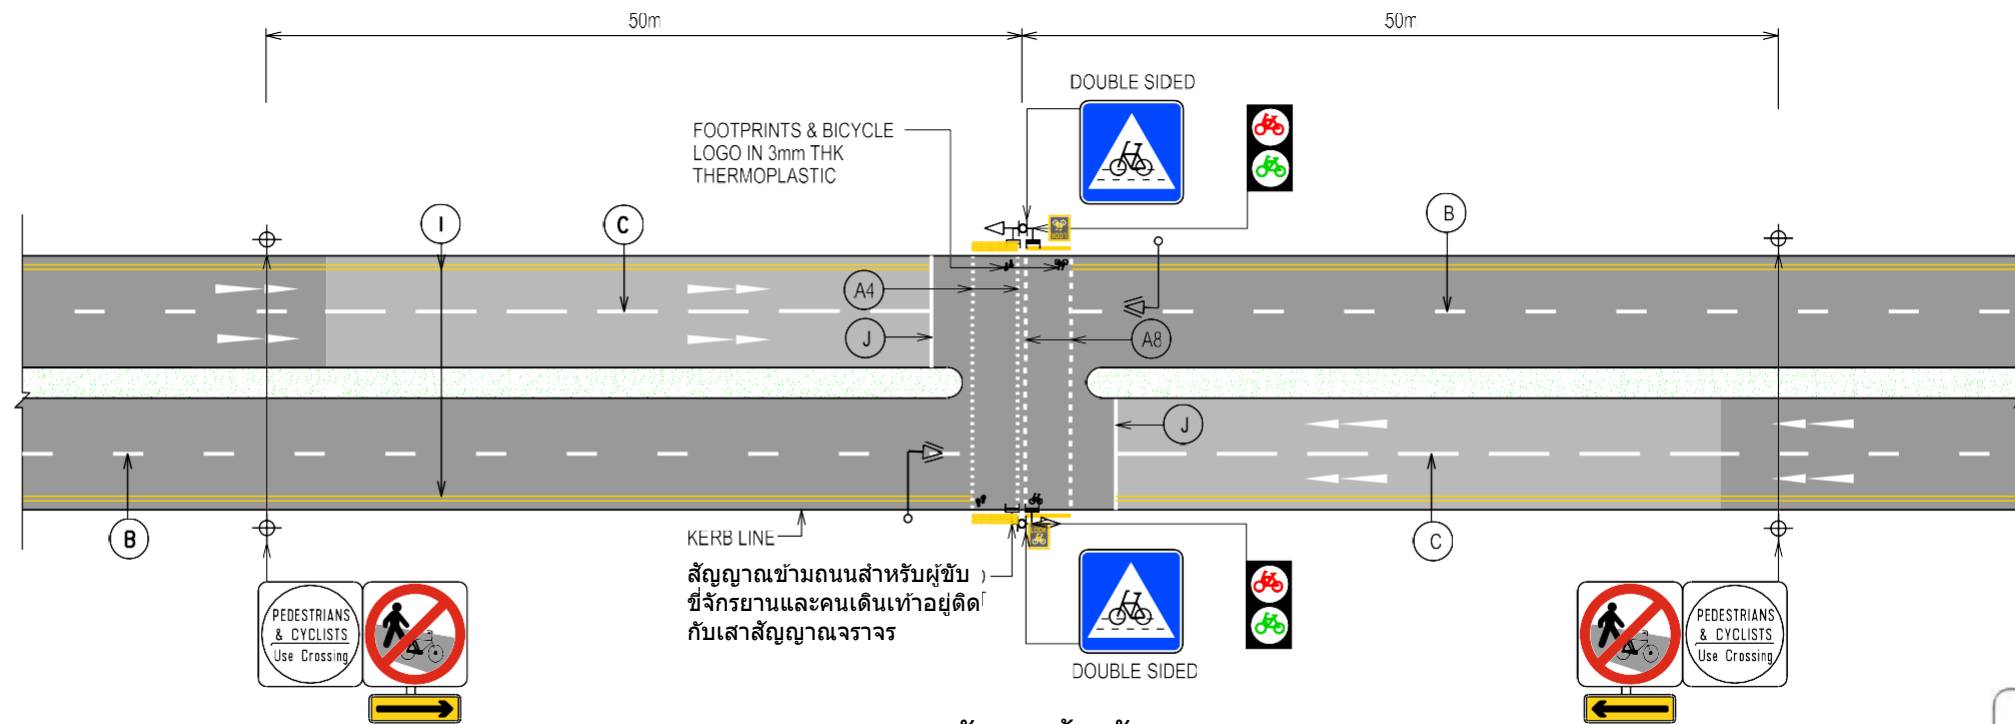 50m
50m
DOUBLE SIDED
FOOTPRINTS & BICYCLE
LOGO IN 3mm THK
THERMOPLASTIC
I
C
B
A4
J
A8
J
B
C
KERB LINE
สัญญาณข้ามถนนสำหรับผู้ขับ
ขี่จักรยานและคนเดินเท้าอยู่ติด
กับเสาสัญญาณจราจร
DOUBLE SIDED
PEDESTRIANS
& CYCLISTS
Use Crossing
PEDESTRIANS
& CYCLISTS
Use Crossing